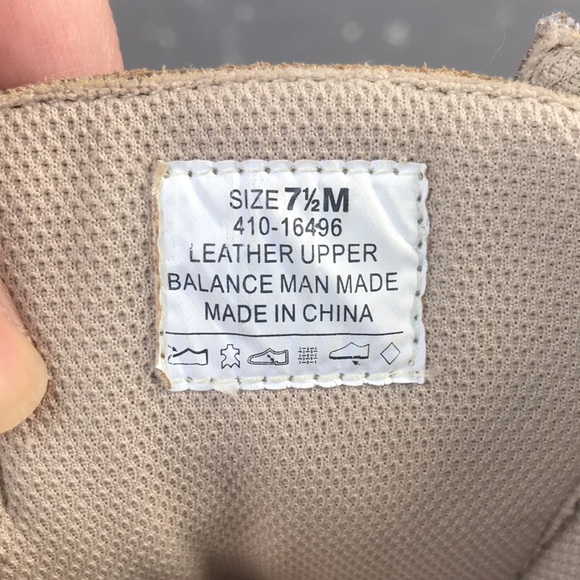 SIZE 7½M
410-16496
LEATHER UPPER
BALANCE MAN MADE
MADE IN CHINA